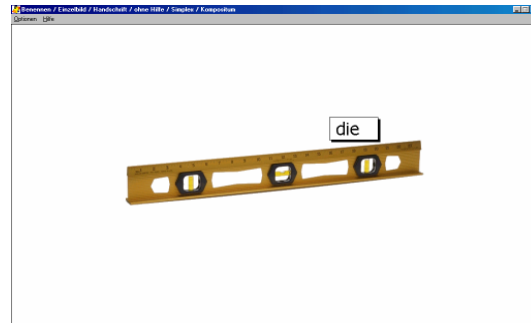 Benennen / Einzelbild / Handschrift / ohne Hilfe / Simplex / Kompositum
Optionen Hilfe
die